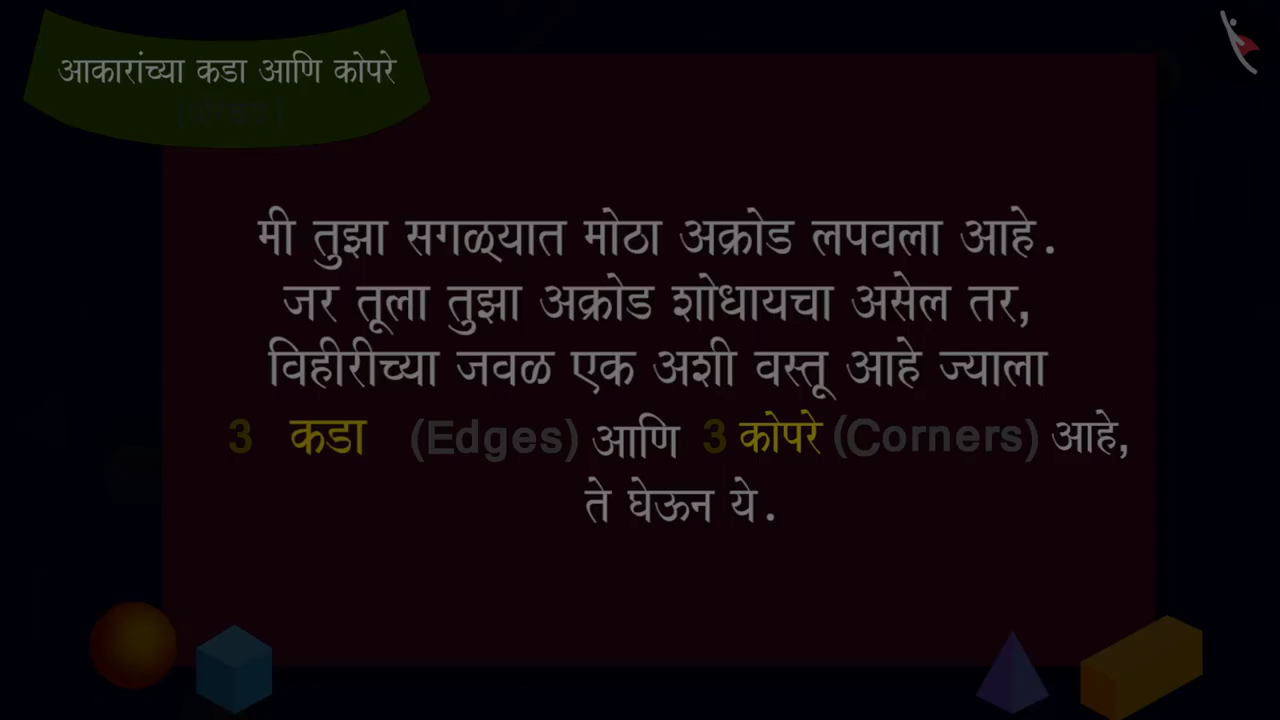 आकारांच्या कडा आणि कोपरे
मी तुझा सगळ्यात मोठा अक्रोड लपवला आहे.
जर तूला तुझा अक्रोड शोधायचा असेल तर,
विहीरीच्या जवळ एक अशी वस्तू आहे ज्याला
3 कडा (Edges) आणि 3 कोपरे (Corners) आहे,
ते घेऊन ये.